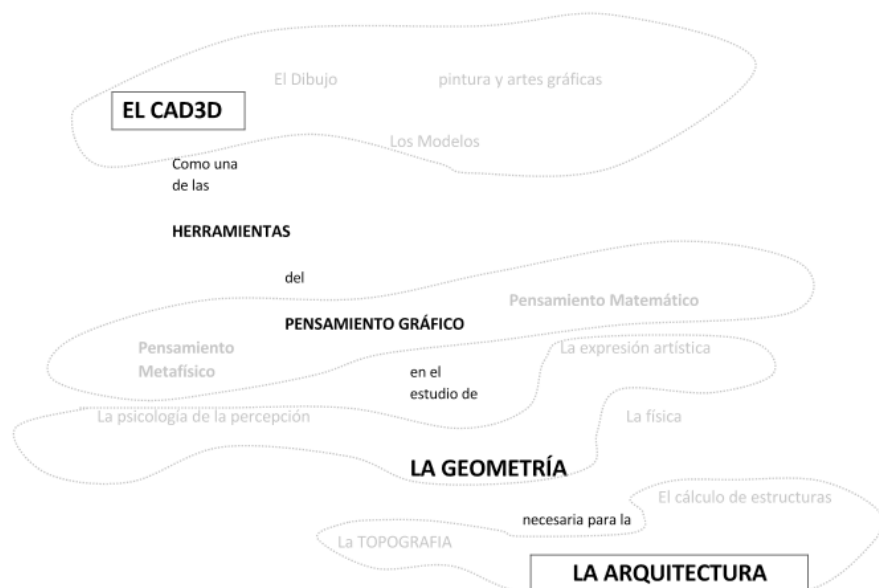 El Dibujo
pintura y artes gráficas
EL CAD3D
Los Modelos
Como una
de las
HERRAMIENTAS
del
Pensamiento Matemático
PENSAMIENTO GRÁFICO
Pensamiento
Metafísico
La expresión artística
en el
estudio de
La psicología de la percepción
La física
LA GEOMETRÍA
El cálculo de estructuras
necesaria para la
La TOPOGRAFIA
LA ARQUITECTURA